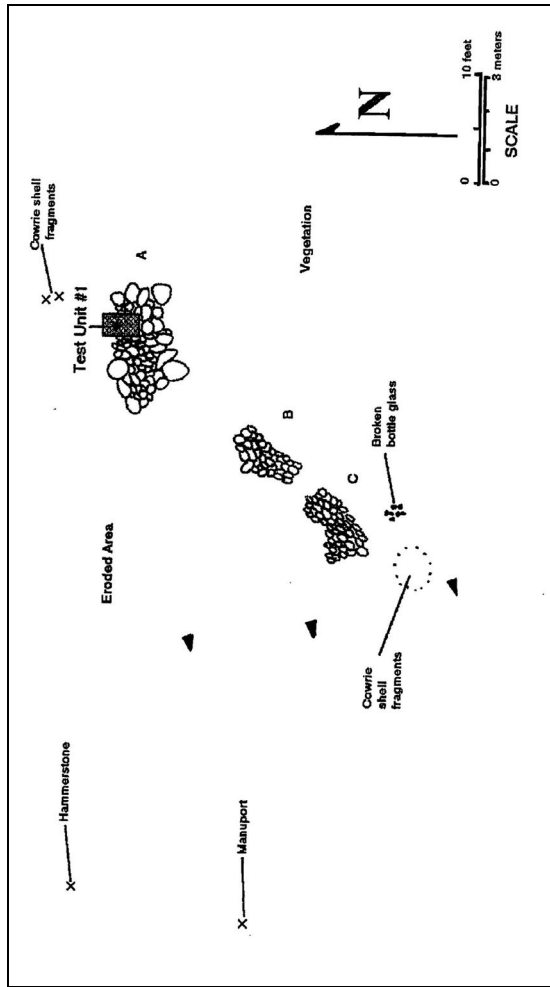 Hammerstone
Manuport
Eroded Area
Cowrie shell
fragments
Test Unit #1
A
B
C
Cowrie
shell
fragments
Broken
bottle glass
Vegetation
N
0 10 feet
0 3 meters
SCALE